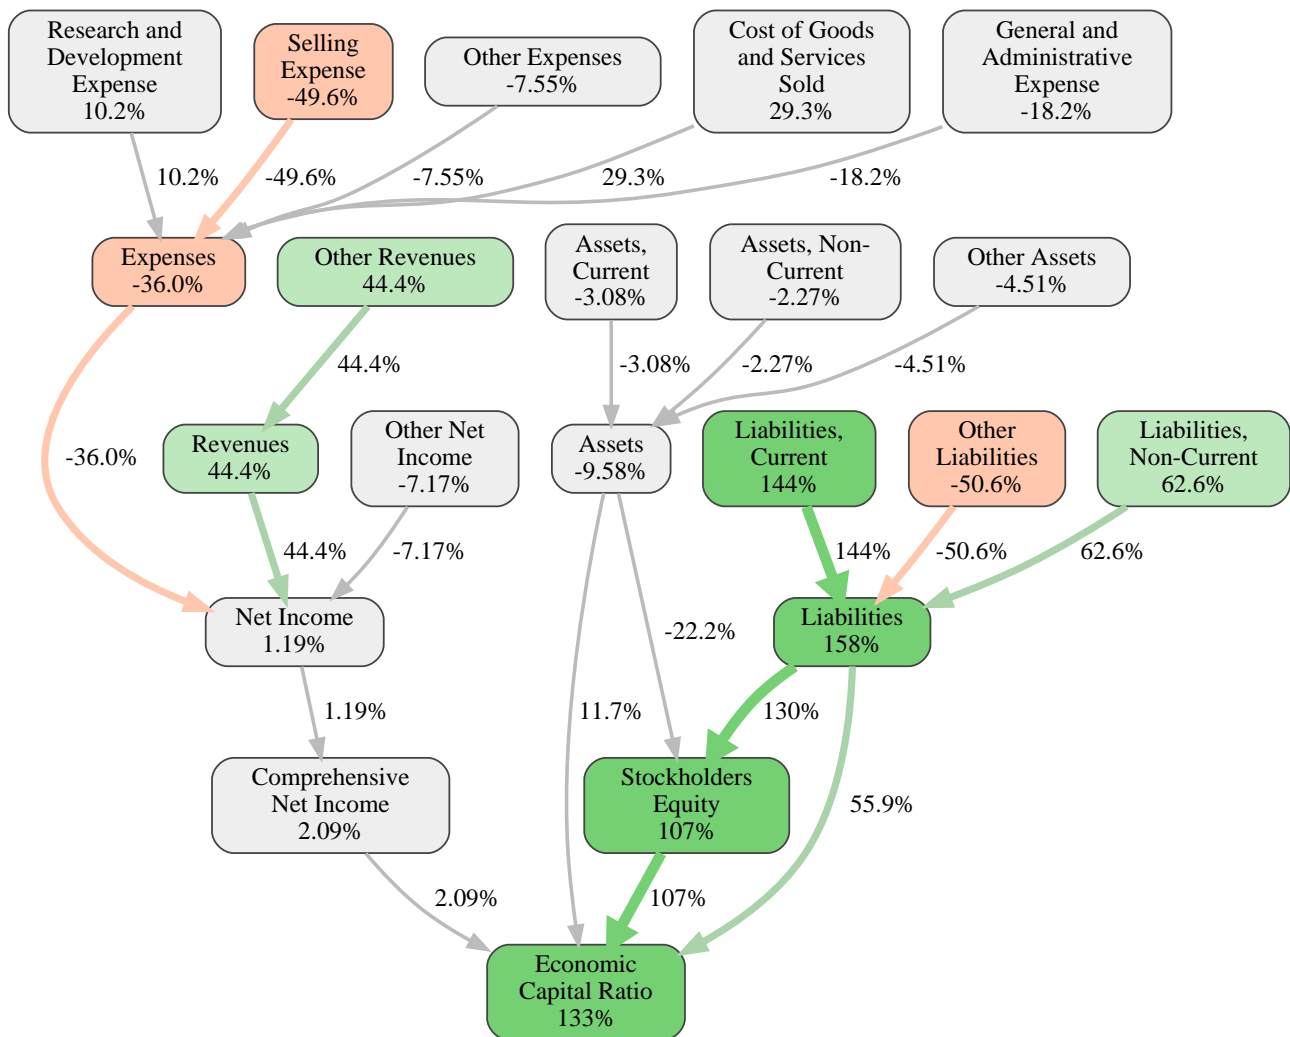 Research and
Development
Expense
10.2%
Selling
Expense
-49.6%
Other Expenses
-7.55%
Cost of Goods
and Services
Sold
29.3%
General and
Administrative
Expense
-18.2%
10.2%
-49.6%
-7.55%
29.3%
-18.2%
Expenses
-36.0%
Other Revenues
44.4%
Assets,
Current
-3.08%
Assets, Non-
Current
-2.27%
Other Assets
-4.51%
44.4%
-3.08%
-2.27%
-4.51%
-36.0%
Revenues
44.4%
Other Net
Income
-7.17%
Assets
-9.58%
Liabilities,
Current
144%
Other
Liabilities
-50.6%
Liabilities,
Non-Current
62.6%
44.4%
-7.17%
144%
-50.6%
62.6%
Net Income
1.19%
-22.2%
Liabilities
158%
1.19%
11.7%
130%
Comprehensive
Net Income
2.09%
Stockholders
Equity
107%
55.9%
2.09%
107%
Economic
Capital Ratio
133%